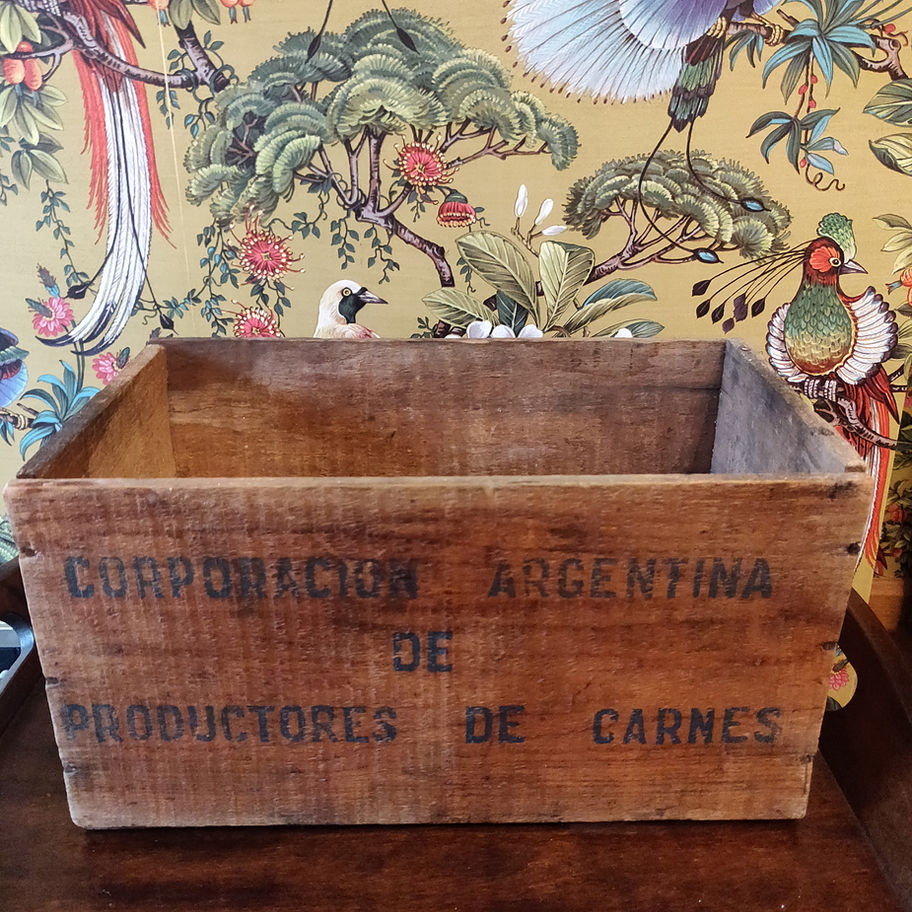 CORPORACION ARGENTINA
DE
PRODUCTORES DE CARNES